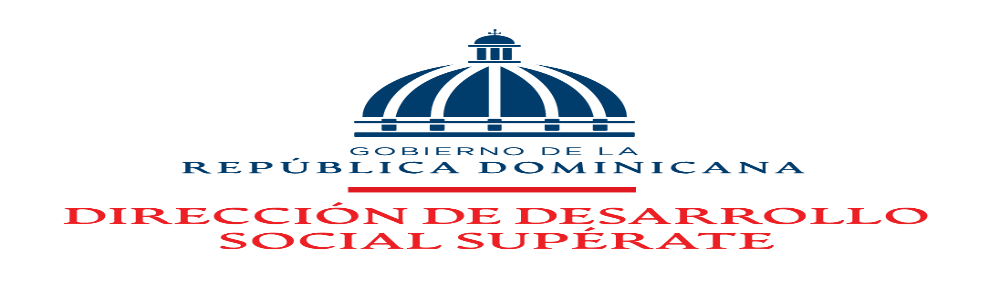 GOBIERNO DE LA
REPÚBLICA DOMINICANA
DIRECCIÓN DE DESARROLLO
SOCIAL SUPÉRATE